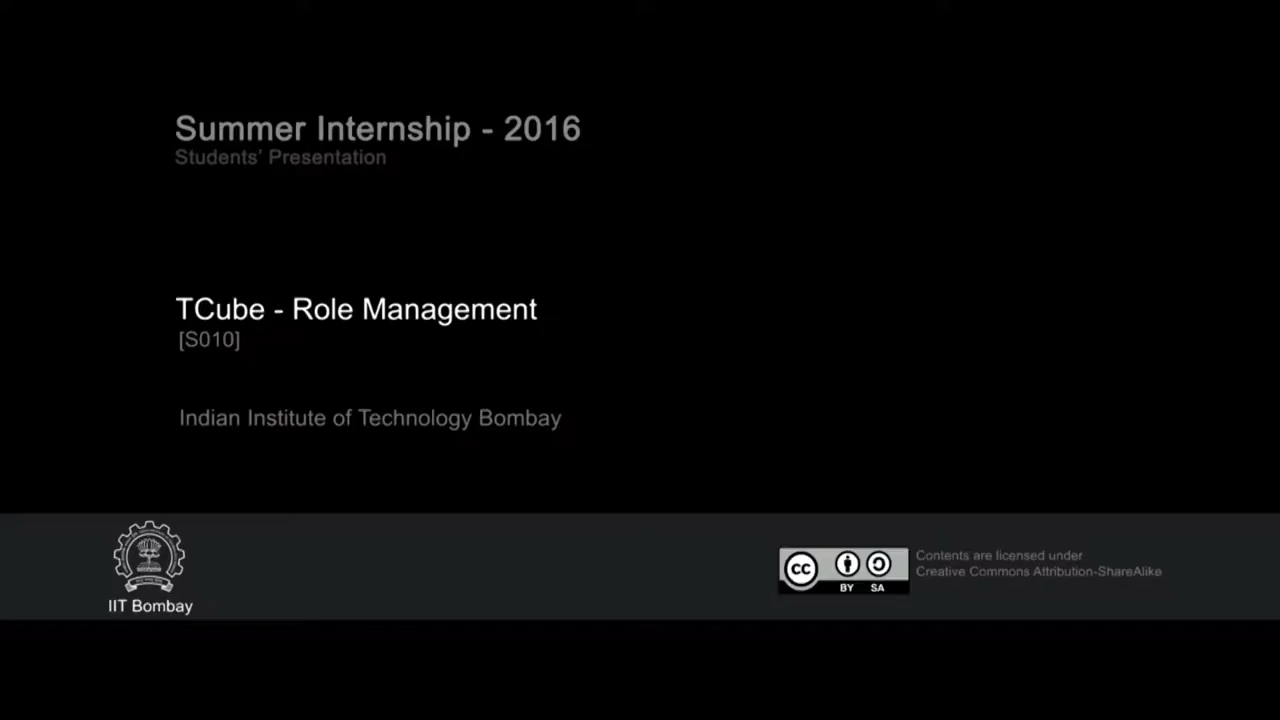 Summer Internship - 2016
Students' Presentation
TCube - Role Management
[S010]
Indian Institute of Technology Bombay
IIT Bombay
cc
BY SA
Contents are licensed under
Creative Commons Attribution-ShareAlike